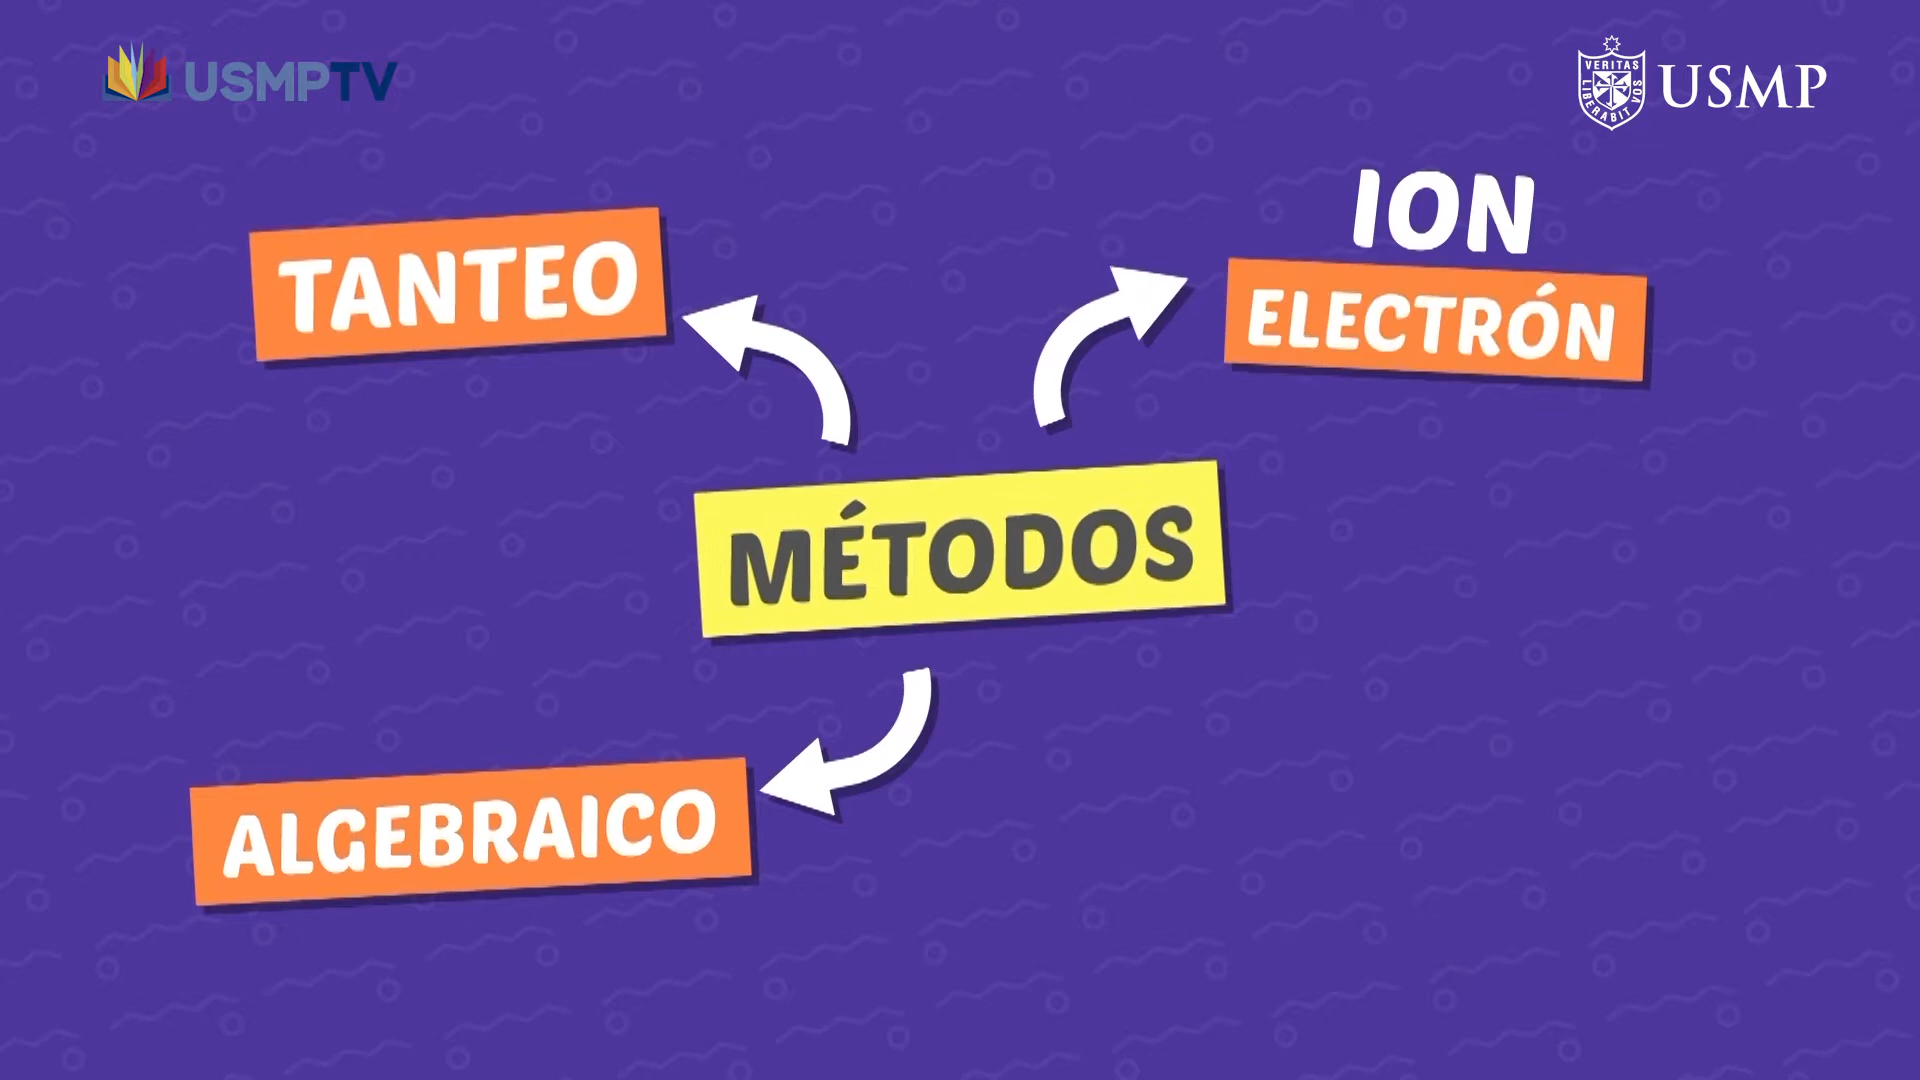 USMPTV
VERITAS
LIBERABIT VOS
USMP
TANTEO
ION
ELECTRÓN
MÉTODOS
ALGEBRAICO